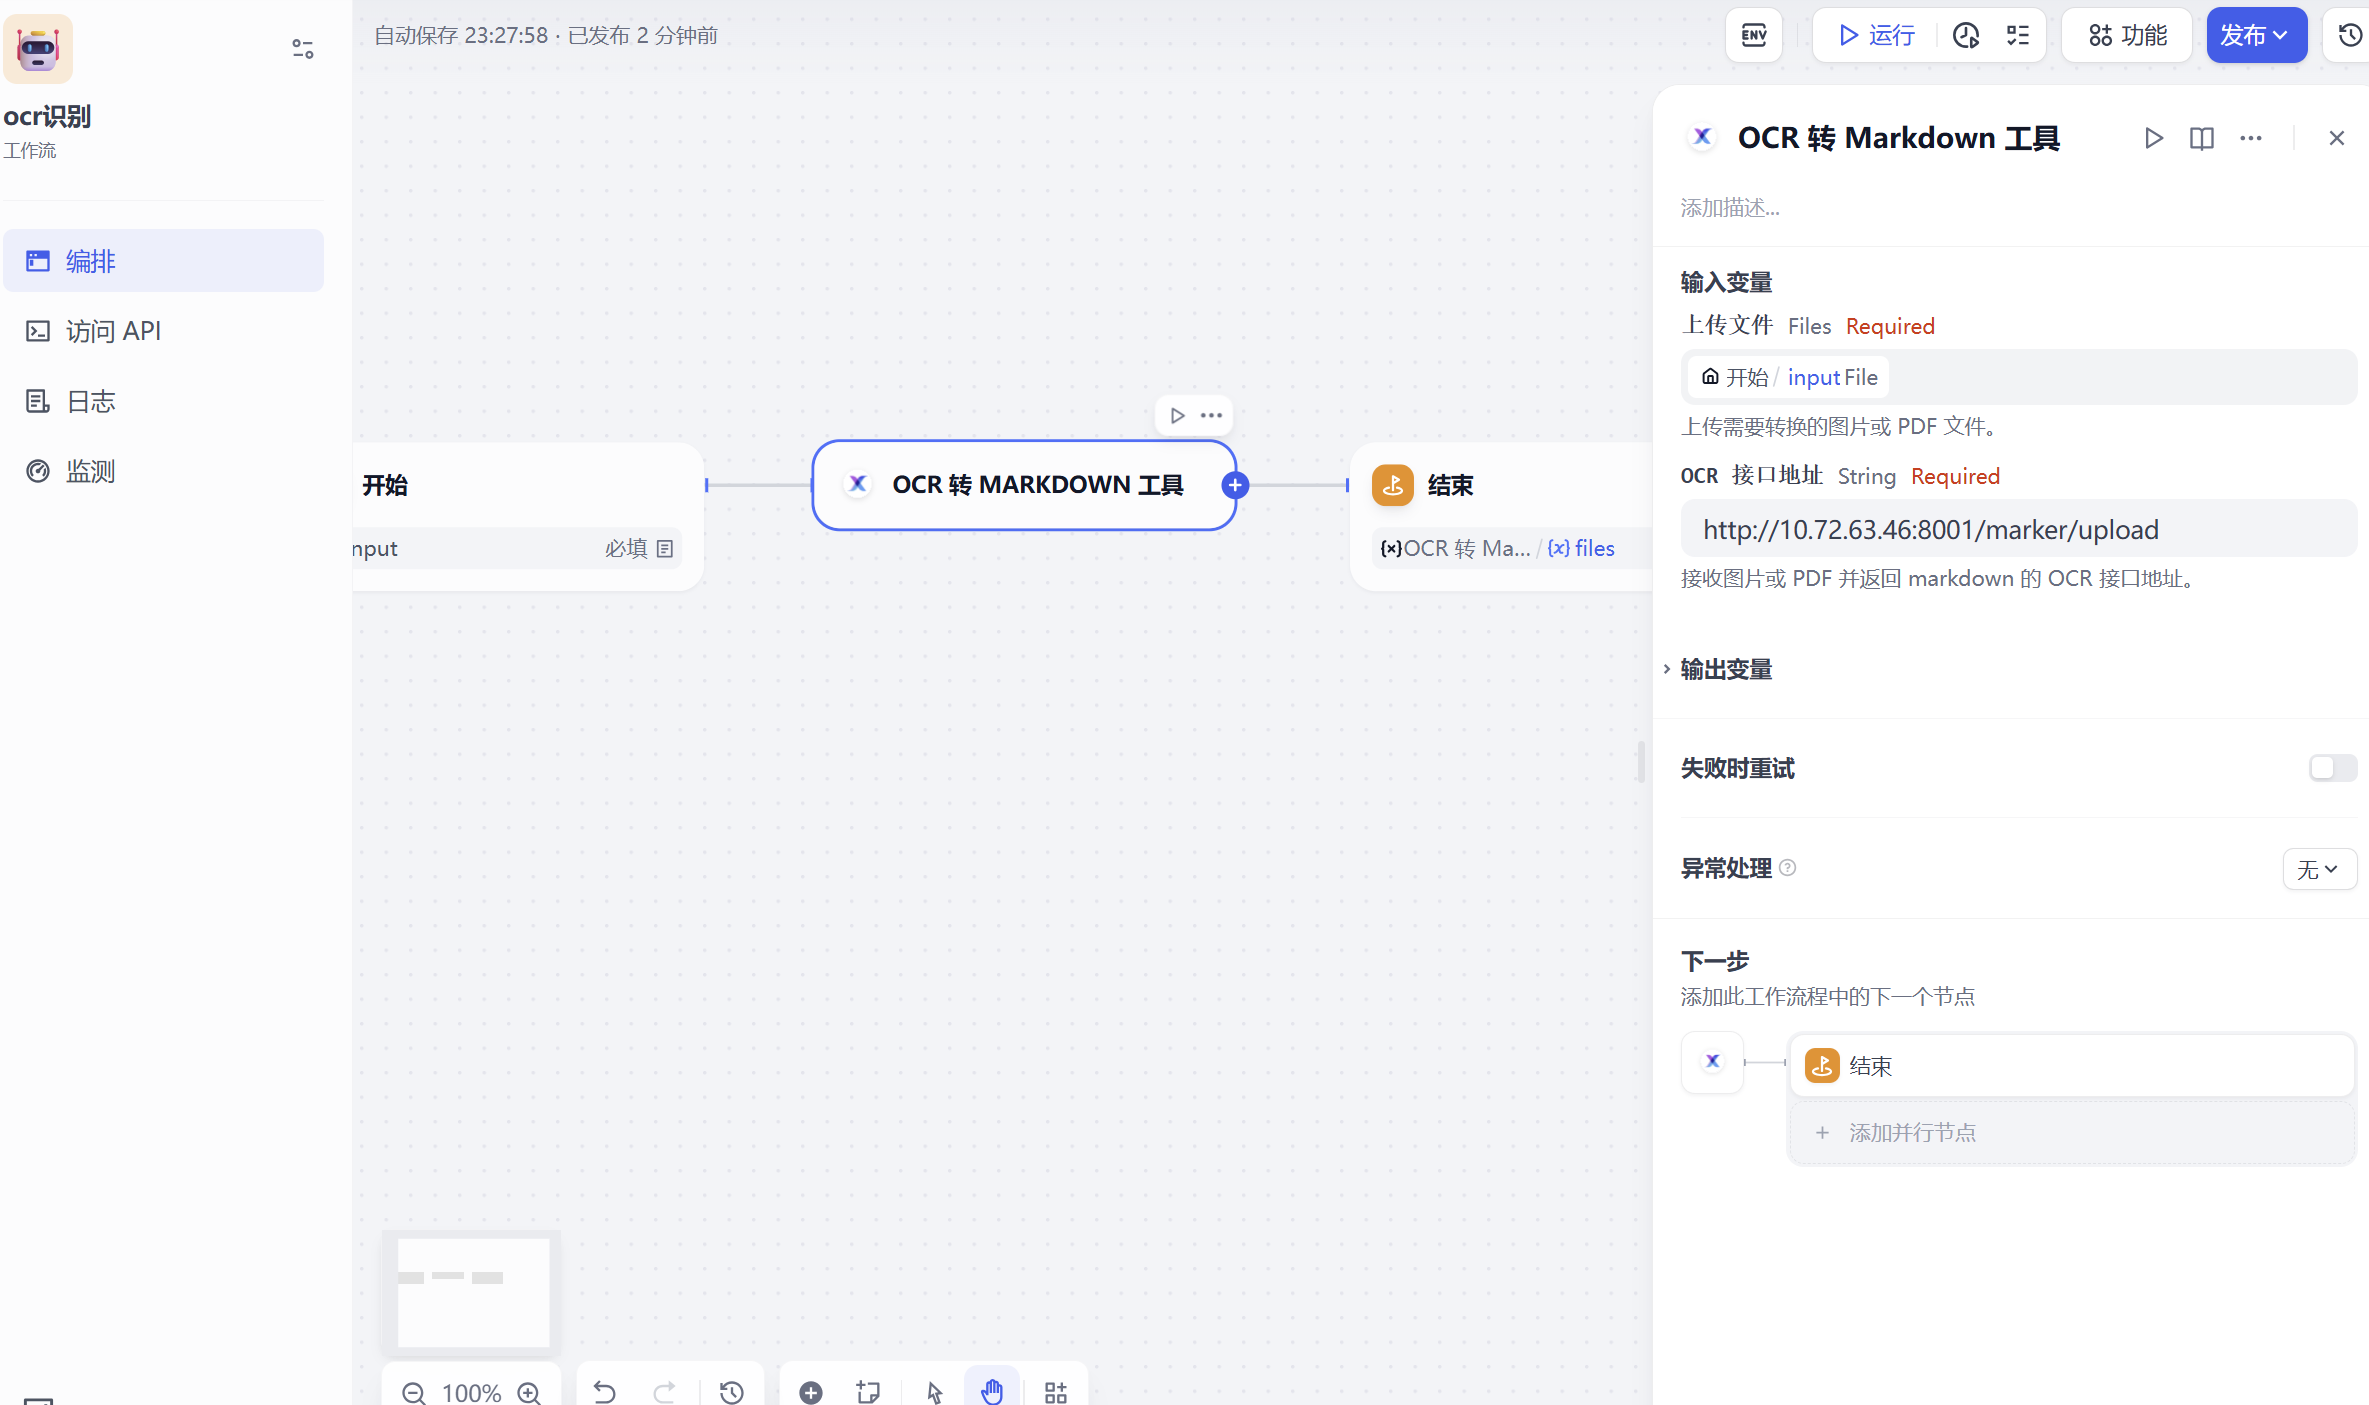 自动保存 23:27:58 · 已发布 2 分钟前
ENV
运行
功能
发布
ocr识别
工作流
编排
访问 API
日志
监测
开始
nput
必填
OCR 转 MARKDOWN 工具
结束
{x}OCR 转 Ma... / {x} files
100%
OCR 转 Markdown 工具
添加描述...
输入变量
上传文件 Files Required
开始 / input File
上传需要转换的图片或 PDF 文件。
OCR 接口地址 String Required
http://10.72.63.46:8001/marker/upload
接收图片或 PDF 并返回 markdown 的 OCR 接口地址。
输出变量
失败时重试
异常处理
无
下一步
添加此工作流程中的下一个节点
结束
+ 添加并行节点